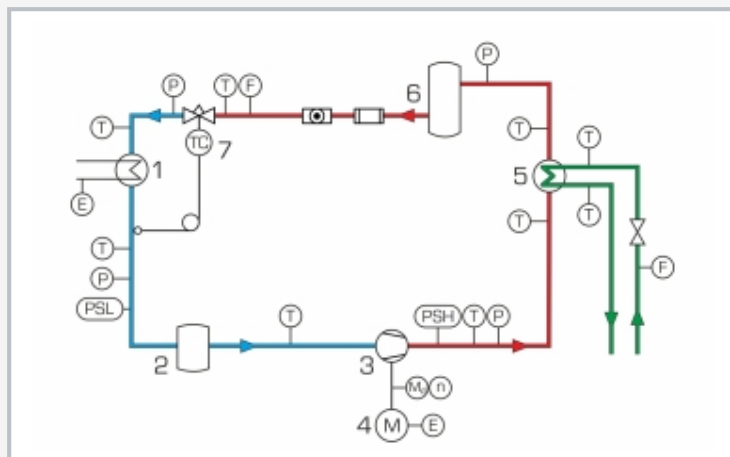 P
6
P T F
T T T
TC 7
1 5
E T
T T
P F
PSL T PSH T P
2 3
Md n
4 M E